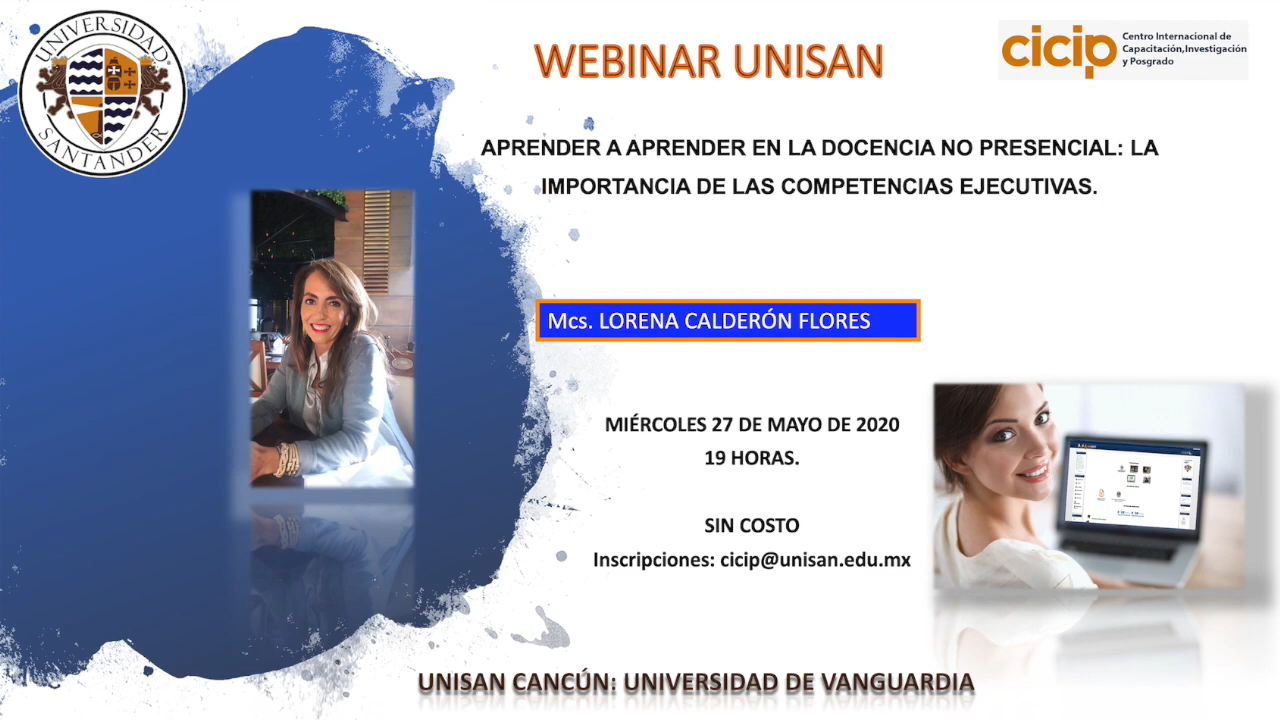 UNIVERSIDAD
SANTANDER
WEBINAR UNISAN
cicip
Centro Internacional de
Capacitación,Investigación
y Posgrado
APRENDER A APRENDER EN LA DOCENCIA NO PRESENCIAL: LA
IMPORTANCIA DE LAS COMPETENCIAS EJECUTIVAS.
Mcs. LORENA CALDERÓN FLORES
MIÉRCOLES 27 DE MAYO DE 2020
19 HORAS.
SIN COSTO
Inscripciones: cicip@unisan.edu.mx
UNISAN CANCÚN: UNIVERSIDAD DE VANGUARDIA